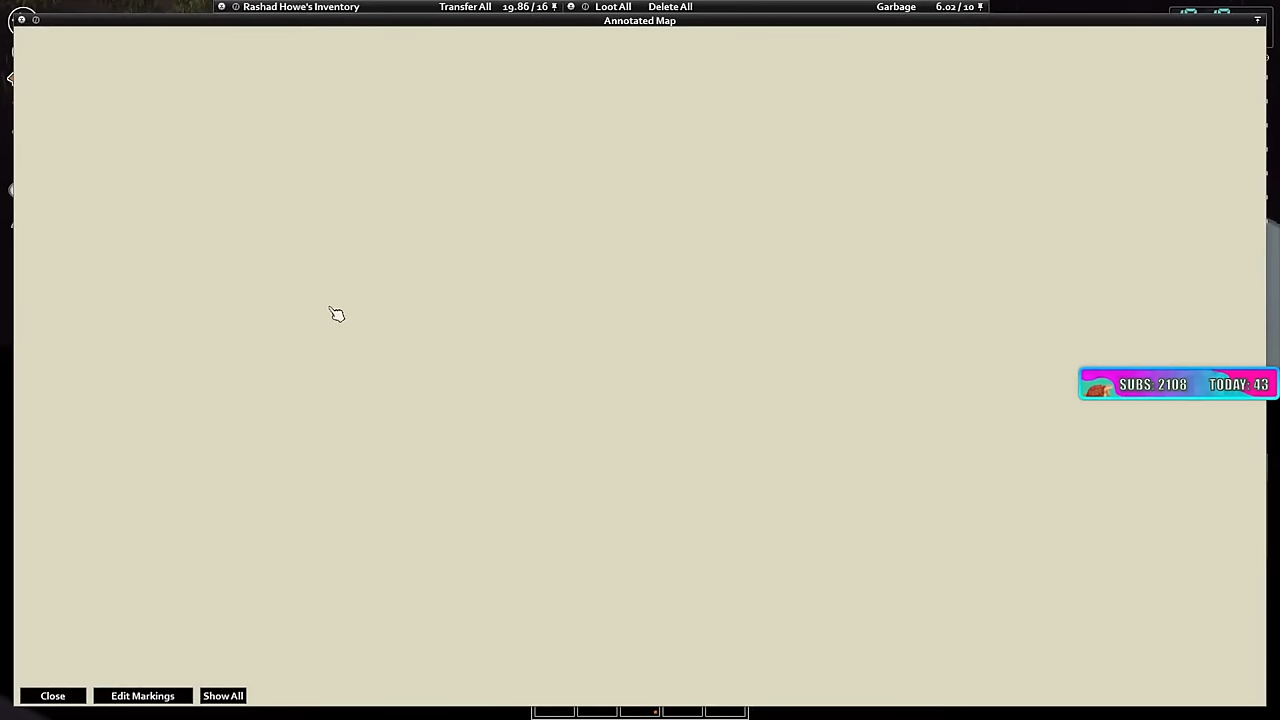 Rashad Howe's Inventory Transfer All 19.86 / 16 Loot All Delete All Garbage 6.02 / 10
Annotated Map
SUBS: 2108 TODAY: 43
Close Edit Markings Show All